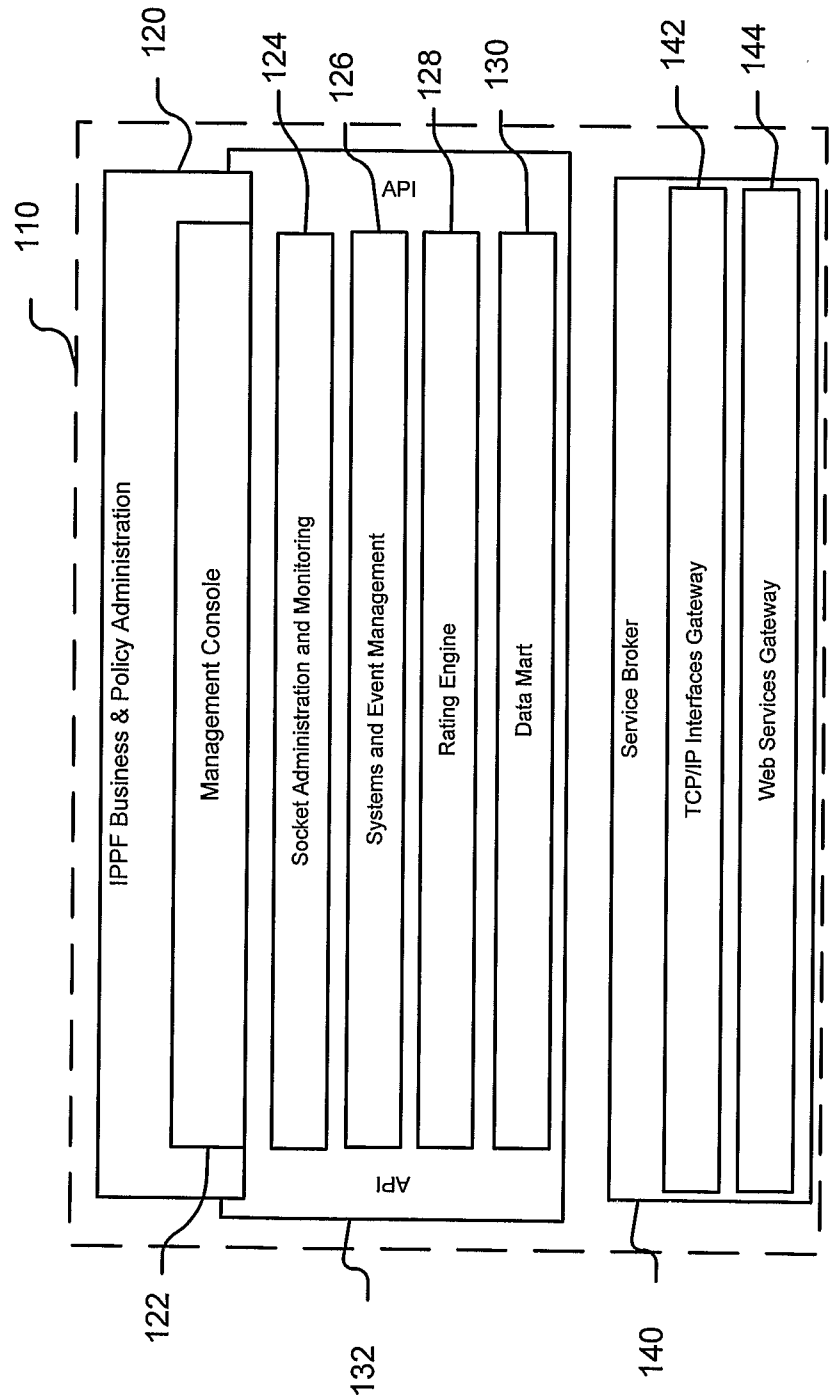 110
120
IPPF Business & Policy Administration
122
Management Console
API
API
132
124
Socket Administration and Monitoring
126
Systems and Event Management
128
Rating Engine
130
Data Mart
140
Service Broker
142
TCP/IP Interfaces Gateway
144
Web Services Gateway